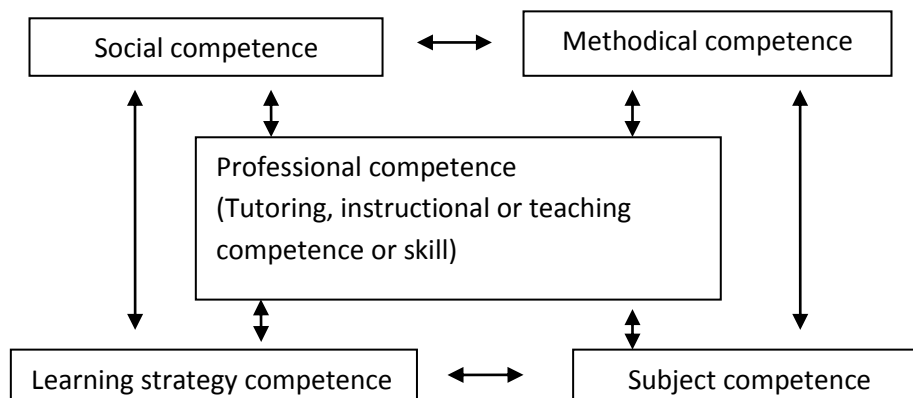 Social competence
Methodical competence
Professional competence
(Tutoring, instructional or teaching
competence or skill)
Learning strategy competence
Subject competence